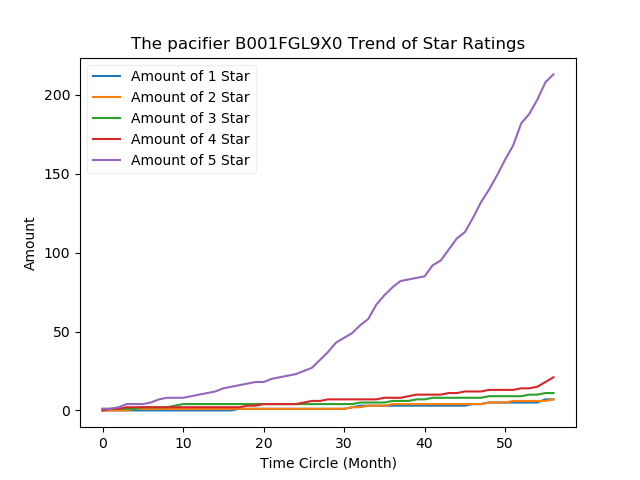 The pacifier B001FGL9X0 Trend of Star Ratings
Amount of 1 Star
Amount of 2 Star
Amount of 3 Star
Amount of 4 Star
Amount of 5 Star
Amount
200
150
100
50
0
0 10 20 30 40 50
Time Circle (Month)